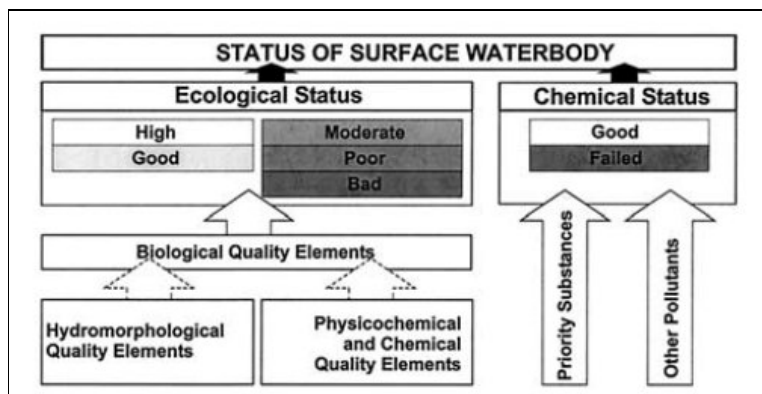 STATUS OF SURFACE WATERBODY
Ecological Status
High
Good
Moderate
Poor
Bad
Chemical Status
Good
Failed
Biological Quality Elements
Hydromorphological
Quality Elements
Physicochemical
and Chemical
Quality Elements
Priority Substances
Other Pollutants